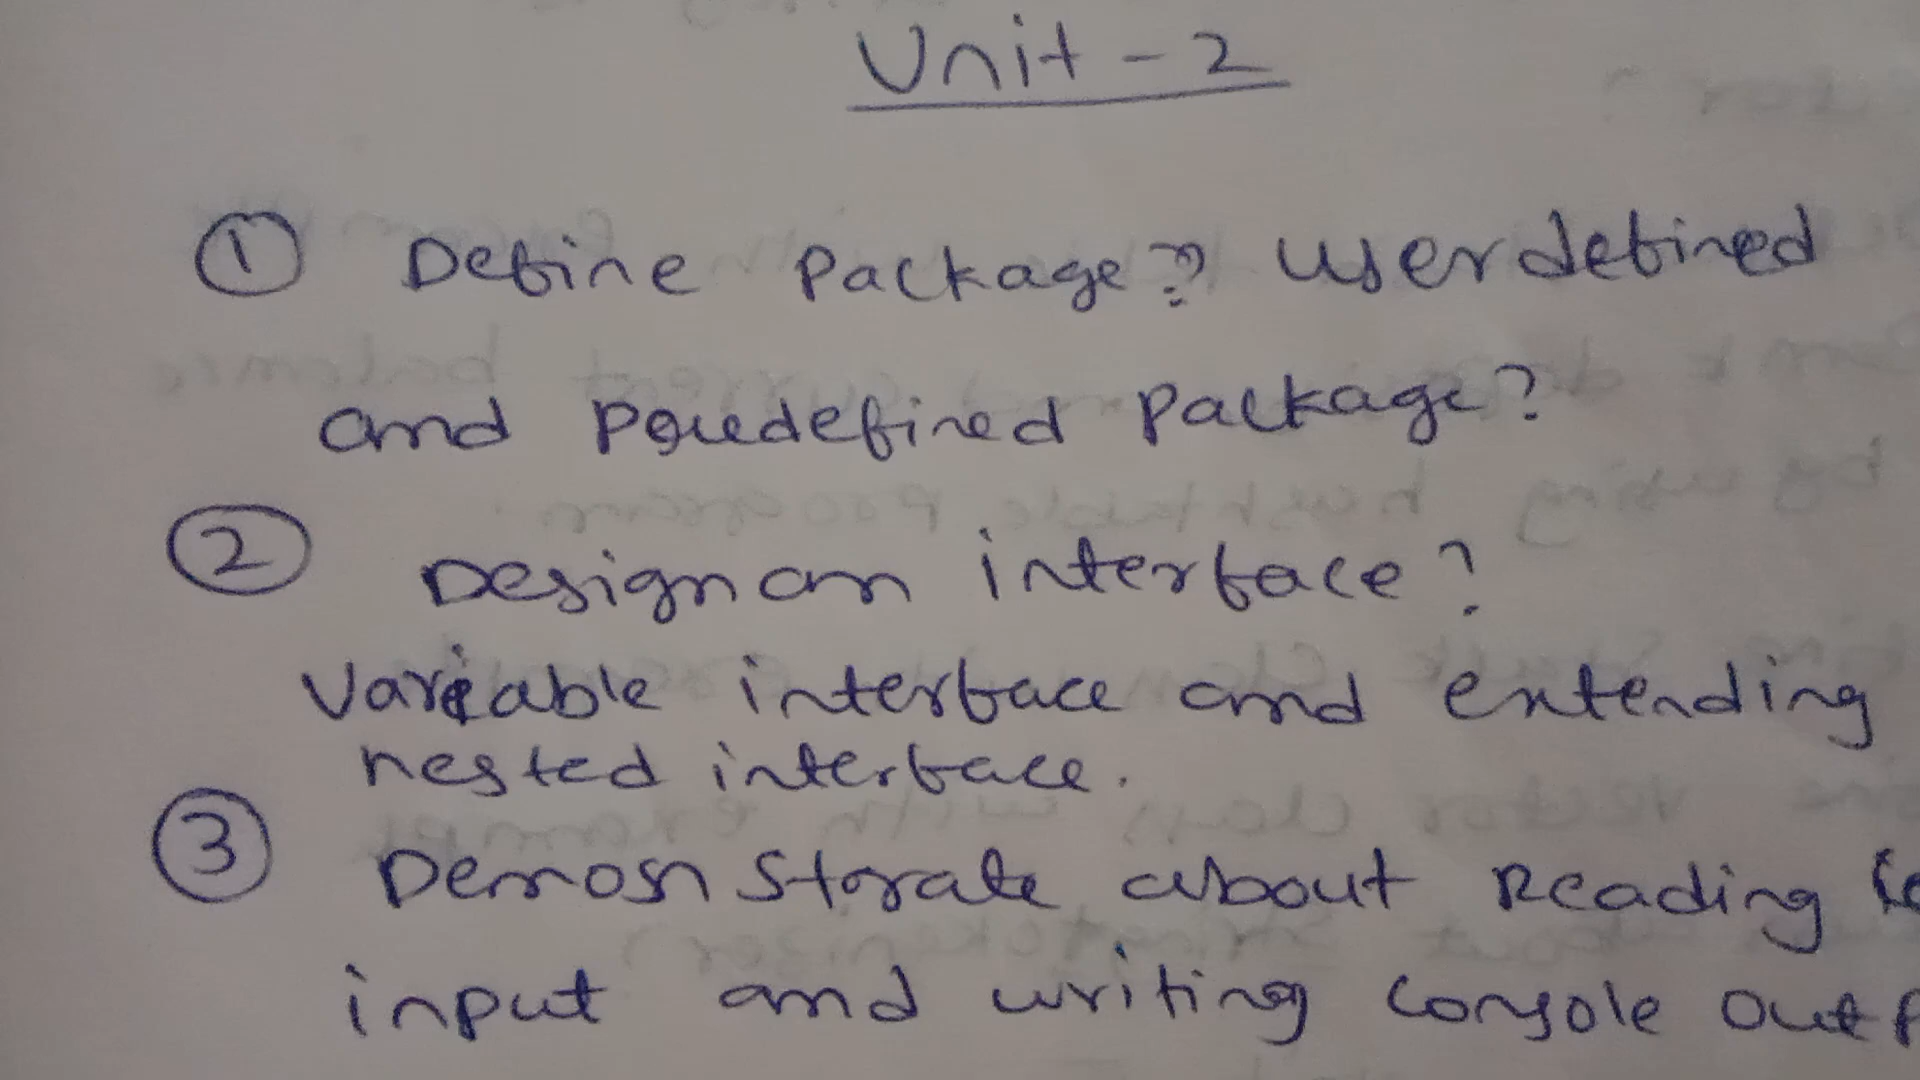 Unit - 2
① Define Package? Userdefined
and Predefined Package?
② Design an interface?
Variable interface and extending
nested interface.
③ Demonstrate about Reading
input and writing console